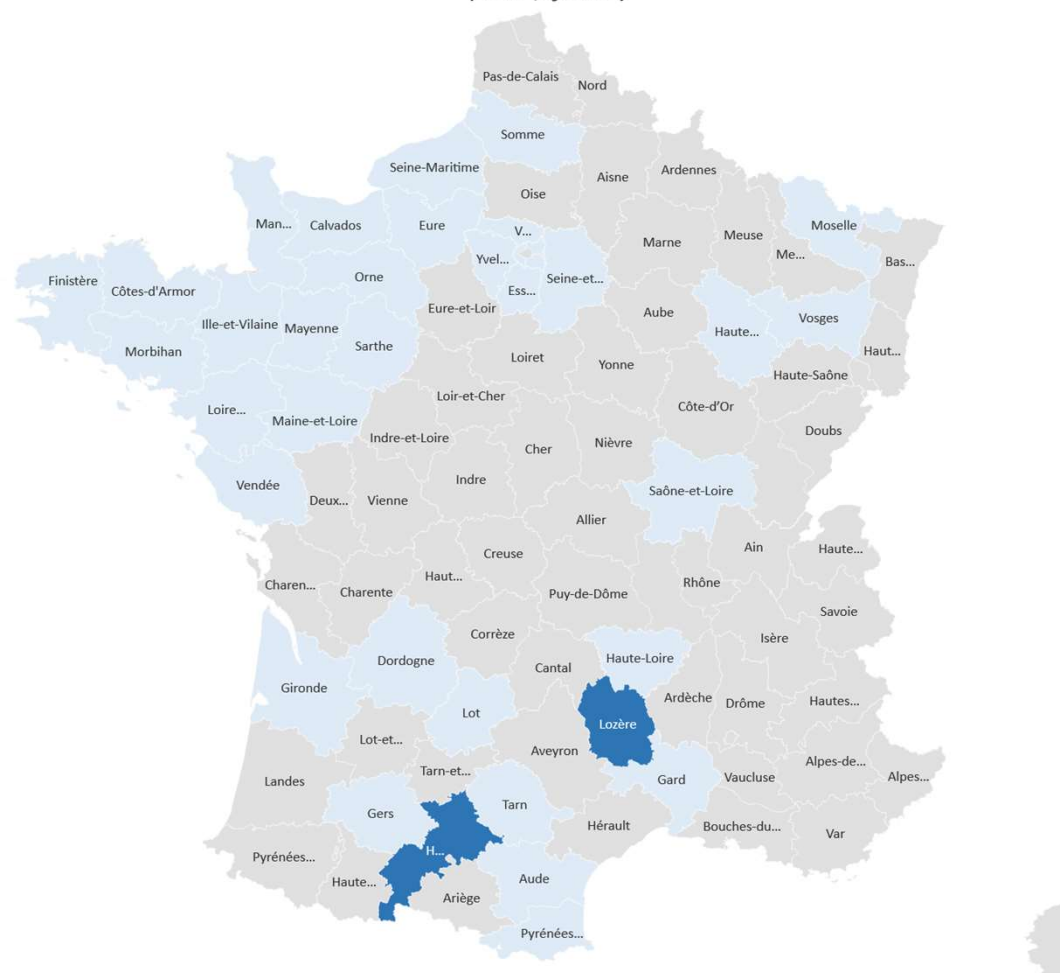 Pas-de-Calais
Nord
Somme
Seine-Maritime
Ardennes
Aisne
Oise
Man...
Calvados
Eure
V...
Moselle
Meuse
Marne
Me...
Bas...
Yvel...
Finistère
Côtes-d'Armor
Orne
Ess...
Seine-et...
Eure-et-Loir
Aube
Ille-et-Vilaine
Mayenne
Haute...
Vosges
Morbihan
Sarthe
Loiret
Yonne
Haut...
Haute-Saône
Loir-et-Cher
Loire...
Maine-et-Loire
Côte-d’Or
Indre-et-Loire
Cher
Nièvre
Doubs
Vendée
Indre
Saône-et-Loire
Deux...
Vienne
Allier
Creuse
Ain
Haute...
Charen...
Charente
Haut...
Puy-de-Dôme
Rhône
Savoie
Corrèze
Isère
Dordogne
Cantal
Haute-Loire
Gironde
Ardèche
Drôme
Hautes...
Lot
Lozère
Lot-et...
Aveyron
Landes
Tarn-et...
Gard
Vaucluse
Alpes-de...
Alpes...
Gers
Tarn
Hérault
Bouches-du...
Var
Pyrénées...
Haute...
H...
Ariège
Aude
Pyrénées...